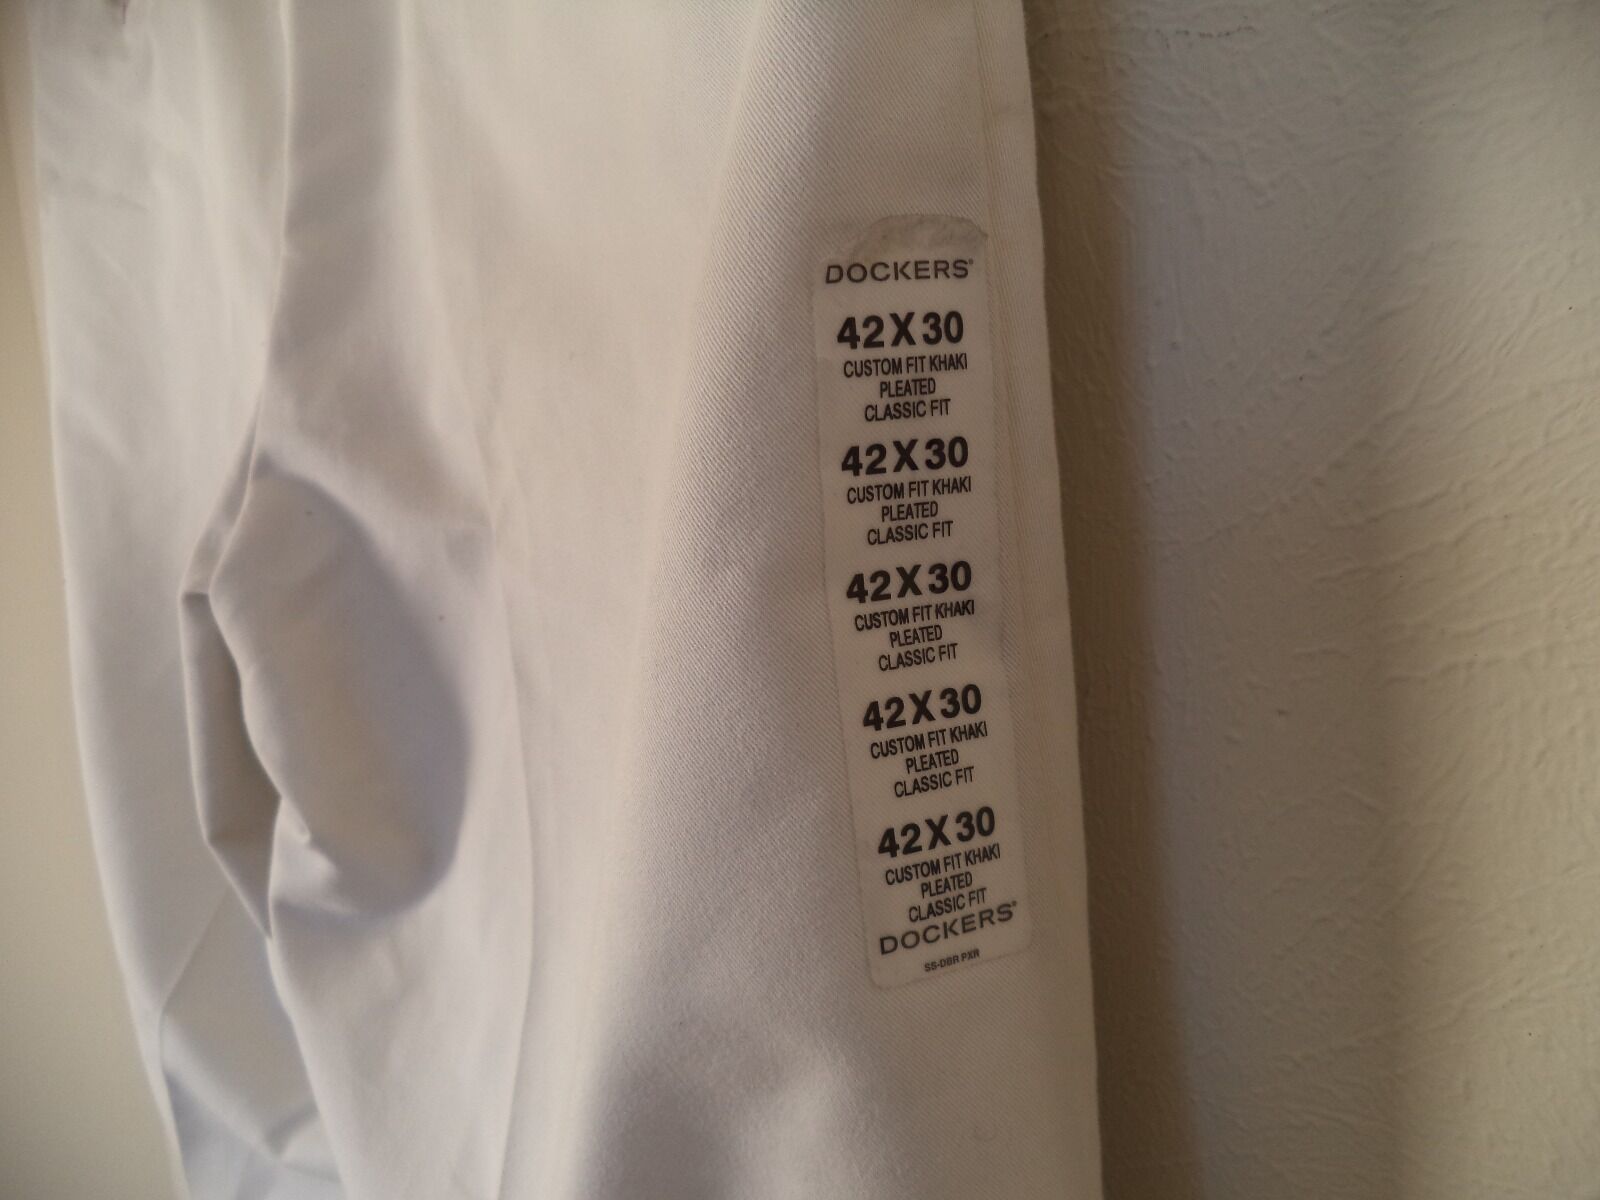 DOCKERS®
42X30
CUSTOM FIT KHAKI
PLEATED
CLASSIC FIT
42X30
CUSTOM FIT KHAKI
PLEATED
CLASSIC FIT
42X30
CUSTOM FIT KHAKI
PLEATED
CLASSIC FIT
42X30
CUSTOM FIT KHAKI
PLEATED
CLASSIC FIT
42X30
CUSTOM FIT KHAKI
PLEATED
CLASSIC FIT
DOCKERS®
SS-DBR PXR